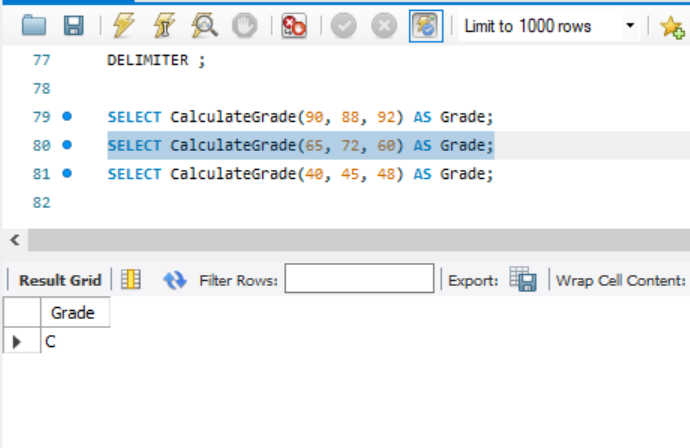 Limit to 1000 rows
77 DELIMITER ;
78
79 SELECT CalculateGrade(90, 88, 92) AS Grade;
80 SELECT CalculateGrade(65, 72, 60) AS Grade;
81 SELECT CalculateGrade(40, 45, 48) AS Grade;
82
Result Grid Filter Rows: Export: Wrap Cell Content:
Grade
C